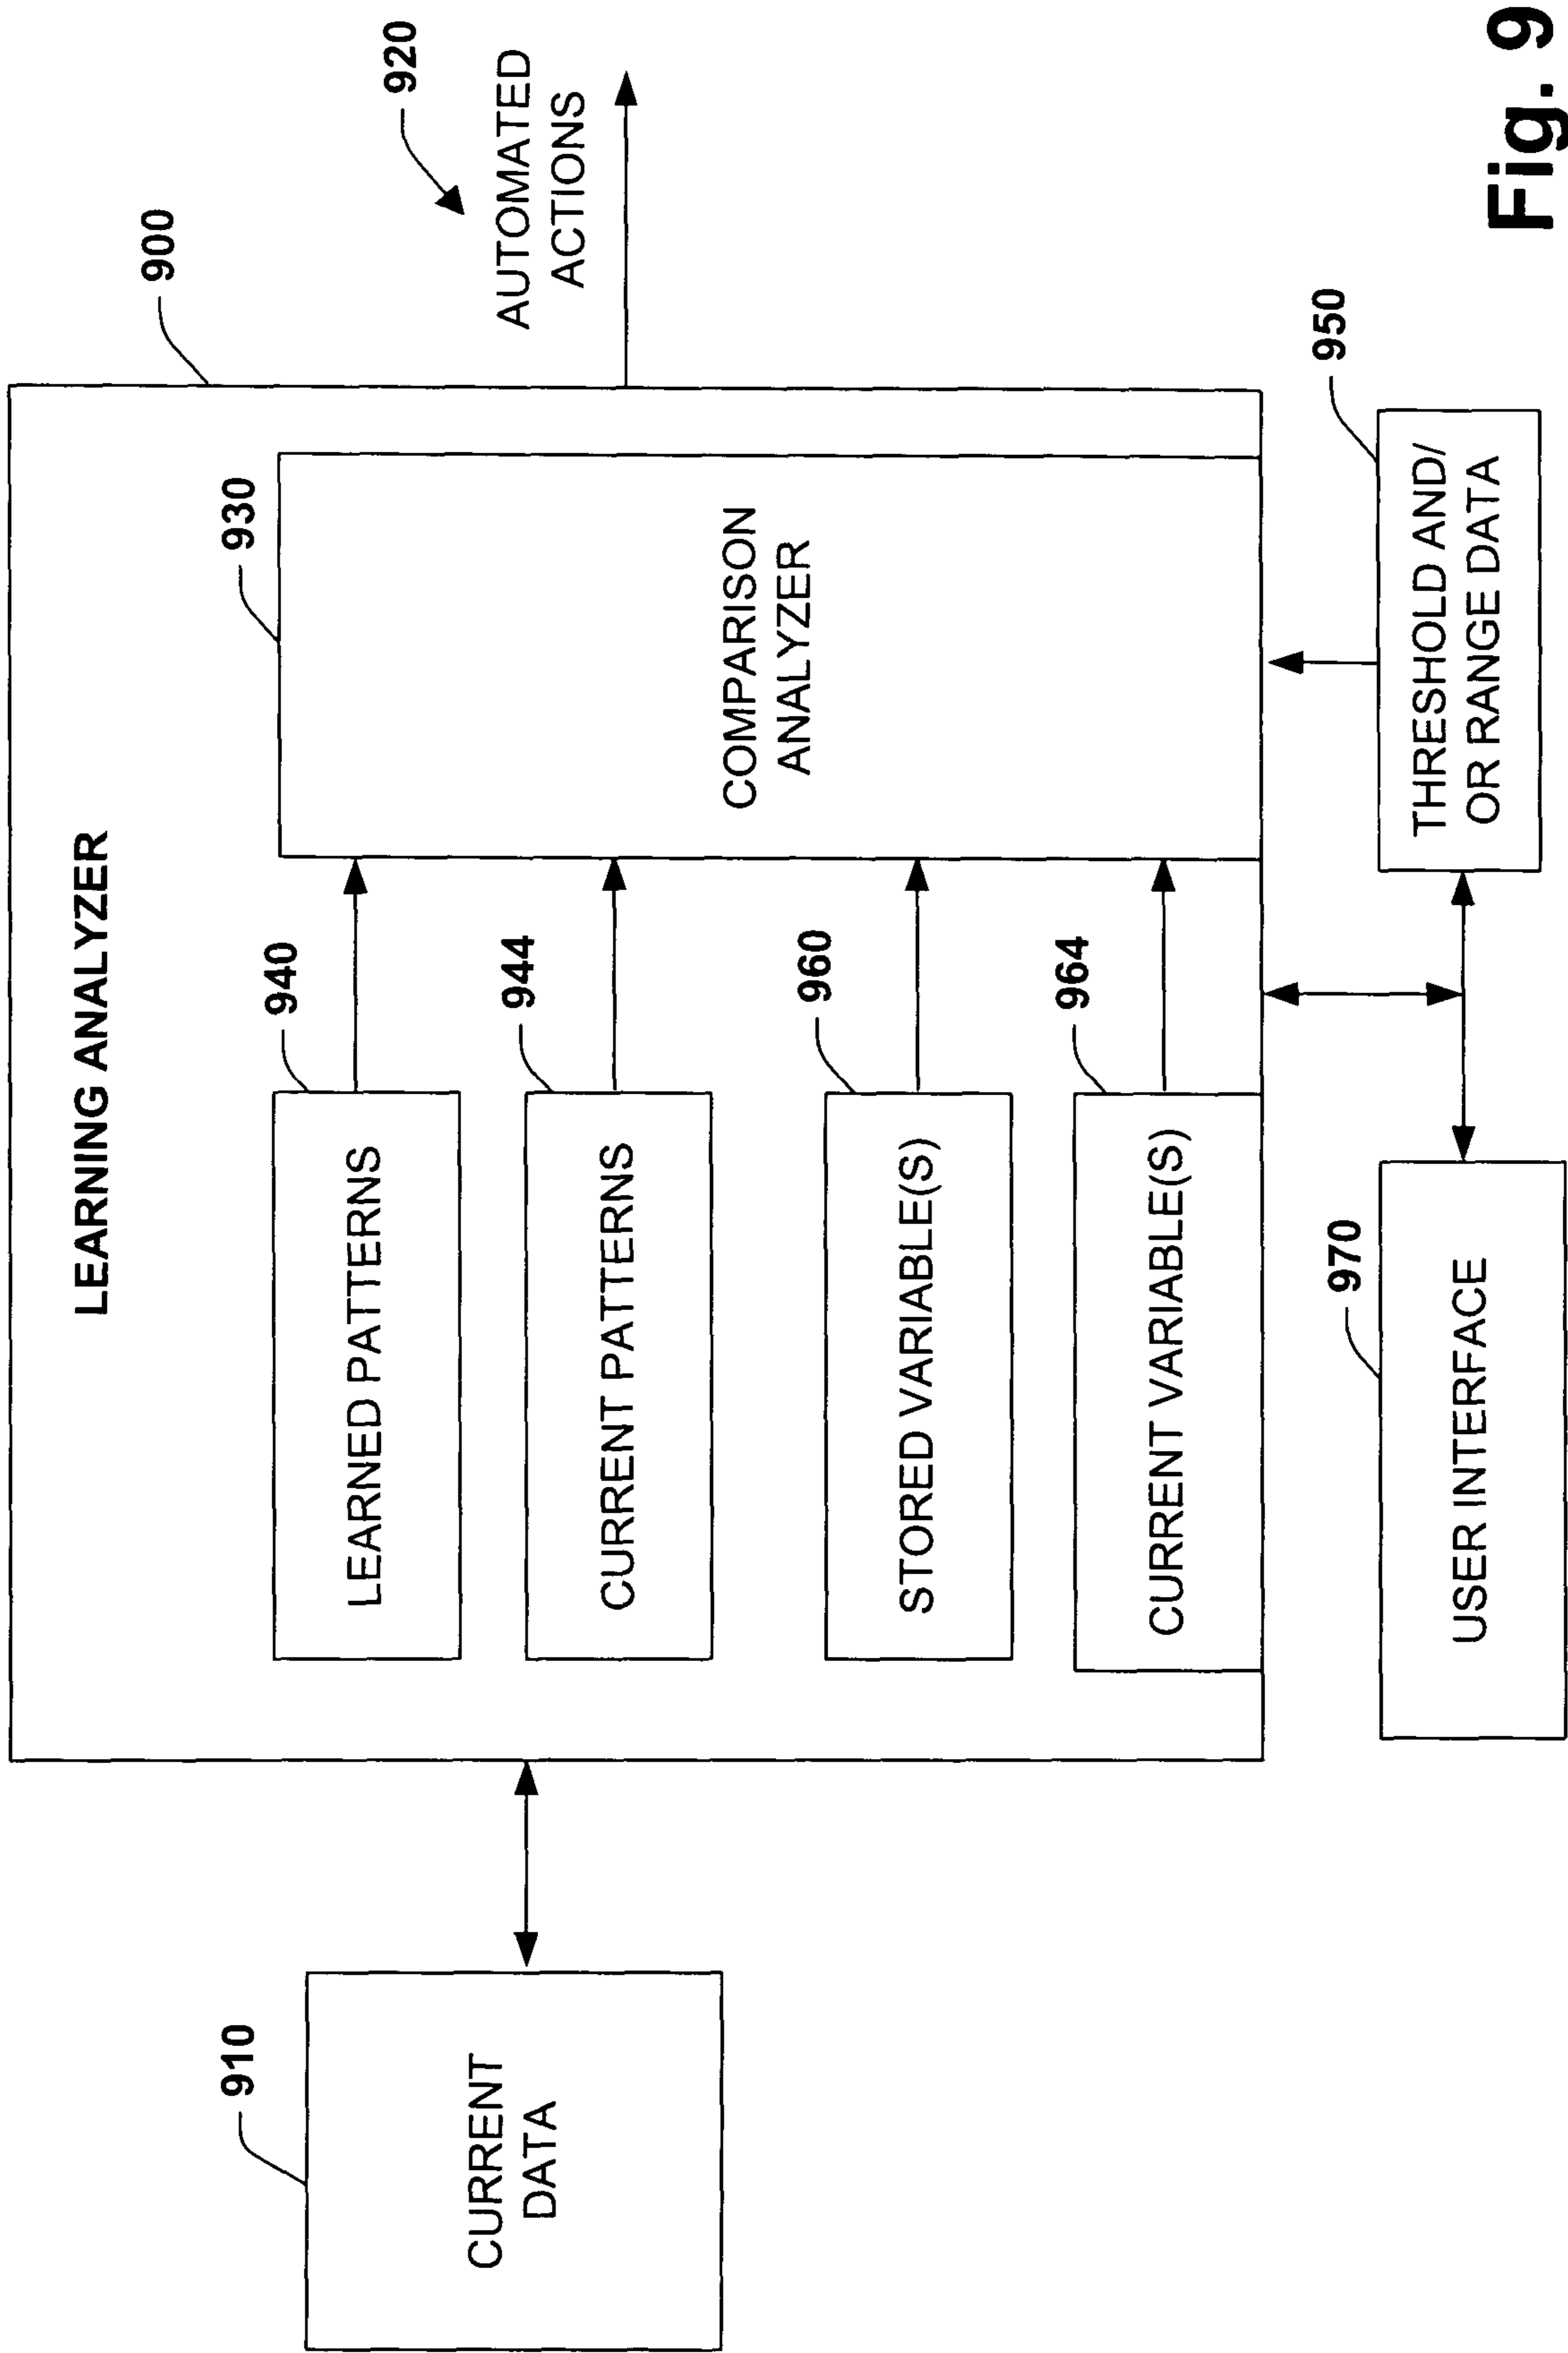 LEARNING ANALYZER
900
910
CURRENT
DATA
940
LEARNED PATTERNS
944
CURRENT PATTERNS
960
STORED VARIABLE(S)
964
CURRENT VARIABLE(S)
930
COMPARISON
ANALYZER
920
AUTOMATED
ACTIONS
970
USER INTERFACE
950
THRESHOLD AND/
OR RANGE DATA
Fig. 9